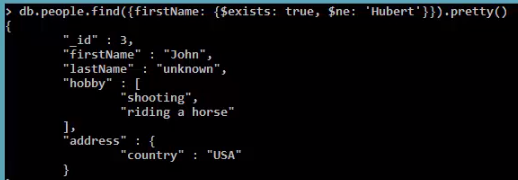 > db.people.find({firstName: {$exists: true, $ne: 'Hubert'}}).pretty()
{
        "_id" : 3,
        "firstName" : "John",
        "lastName" : "unknown",
        "hobby" : [
                "shooting",
                "riding a horse"
        ],
        "address" : {
                "country" : "USA"
        }